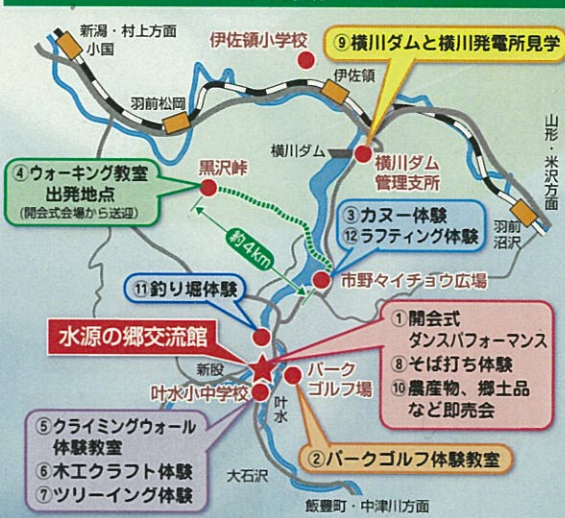 新潟・村上方面
小国
伊佐領小学校
⑨横川ダムと横川発電所見学
伊佐領
羽前松岡
山形・米沢方面
横川ダム
横川ダム
管理支所
④ウォーキング教室
出発地点
(開会式会場から送迎)
黒沢峠
羽前
沼沢
③カヌー体験
⑫ラフティング体験
約4km
市野々イチョウ広場
⑪釣り堀体験
①開会式
ダンスパフォーマンス
⑧そば打ち体験
⑩農産物、郷土品
など即売会
水源の郷交流館
新股
パーク
ゴルフ場
叶水小中学校
叶水
⑤クライミングウォール
体験教室
⑥木工クラフト体験
⑦ツリーイング体験
②パークゴルフ体験教室
大石沢
飯豊町・中津川方面